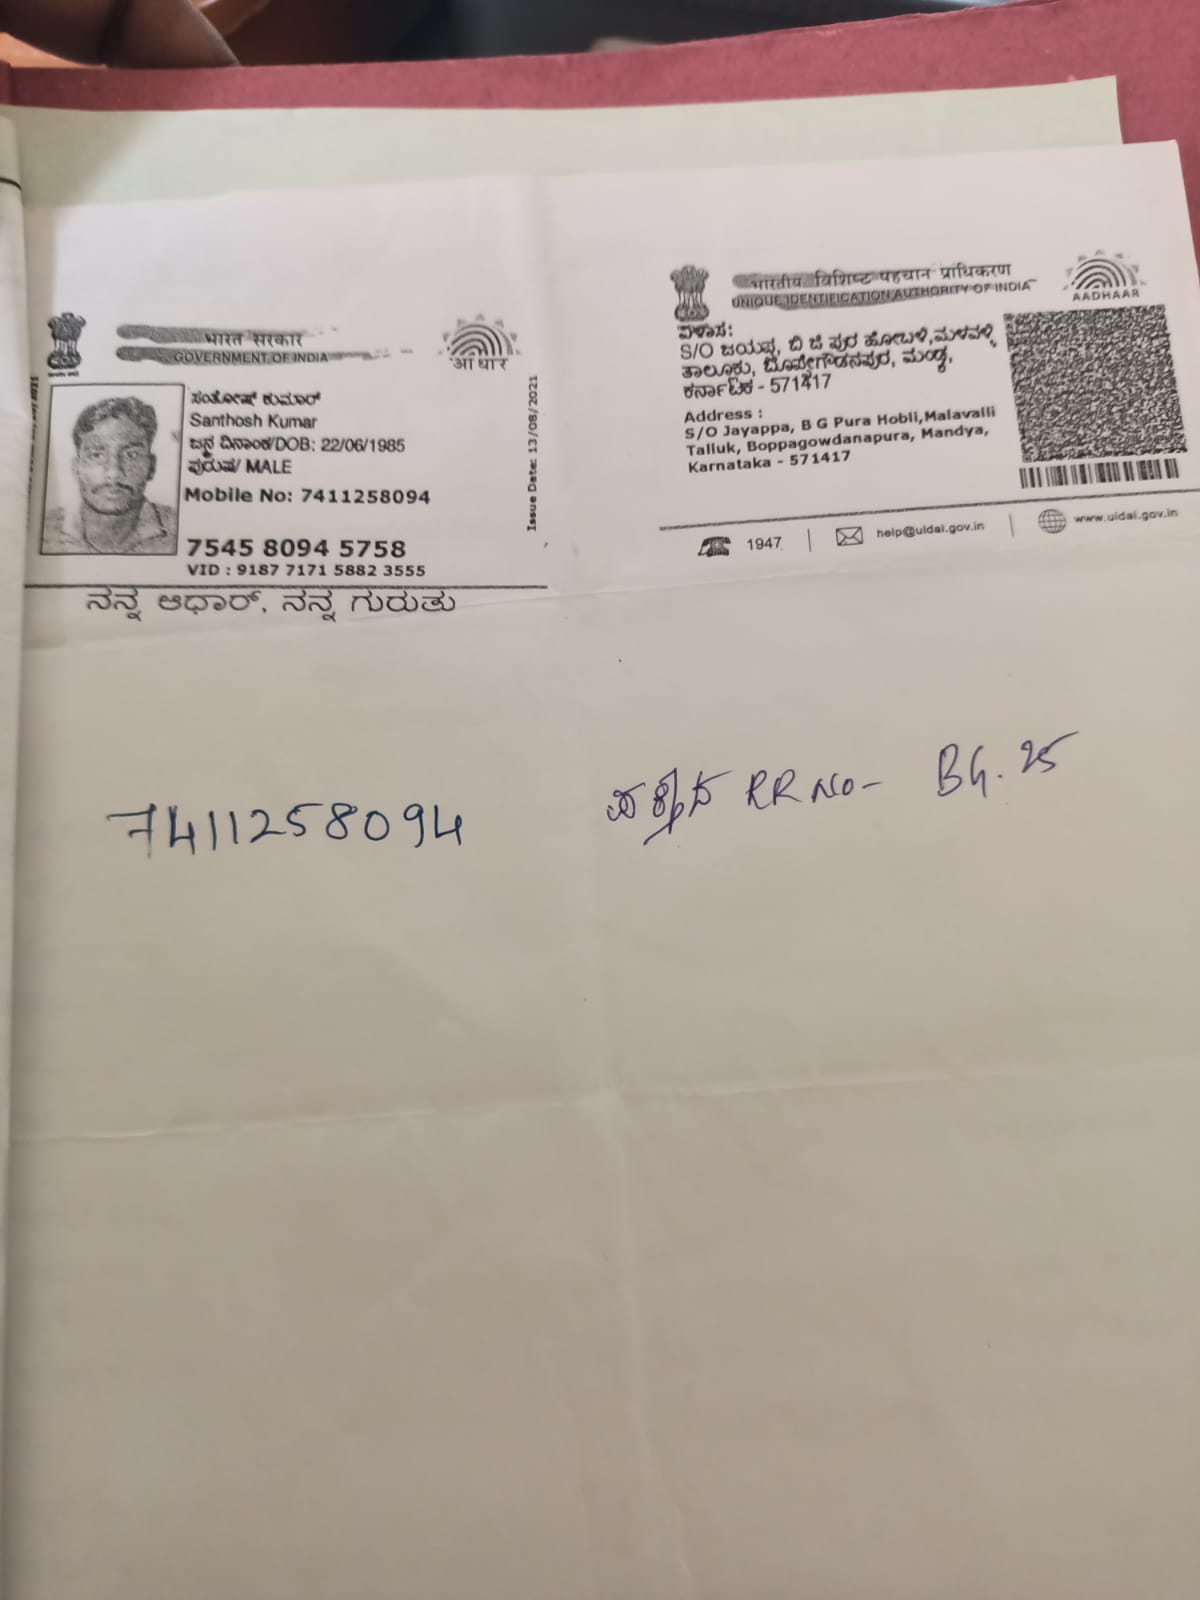 भारत सरकार
GOVERNMENT OF INDIA
आधार
ಸಂತೋಷ್ ಕುಮಾರ್
Santhosh Kumar
ಜನ್ಮ ದಿನಾಂಕ/DOB: 22/06/1985
ಪುರುಷ/ MALE
Mobile No: 7411258094
Issue Date: 13/08/2021
7545 8094 5758
VID : 9187 7171 5882 3555
ನನ್ನ ಆಧಾರ್, ನನ್ನ ಗುರುತು
भारतीय विशिष्ट पहचान प्राधिकरण
UNIQUE IDENTIFICATION AUTHORITY OF INDIA
AADHAAR
ವಿಳಾಸ:
S/O ಜಯಪ್ಪ, ಬಿ ಜಿ ಪುರ ಹೋಬಳಿ,ಮಳವಳ್ಳಿ
ತಾಲೂಕು, ಬೊಪ್ಪೇಗೌಡನಪುರ, ಮಂಡ್ಯ,
ಕರ್ನಾಟಕ - 571417
Address :
S/O Jayappa, B G Pura Hobli,Malavalli
Talluk, Boppagowdanapura, Mandya,
Karnataka - 571417
1947
help@uidai.gov.in
www.uidai.gov.in
7411258094
RR No- BG. 25